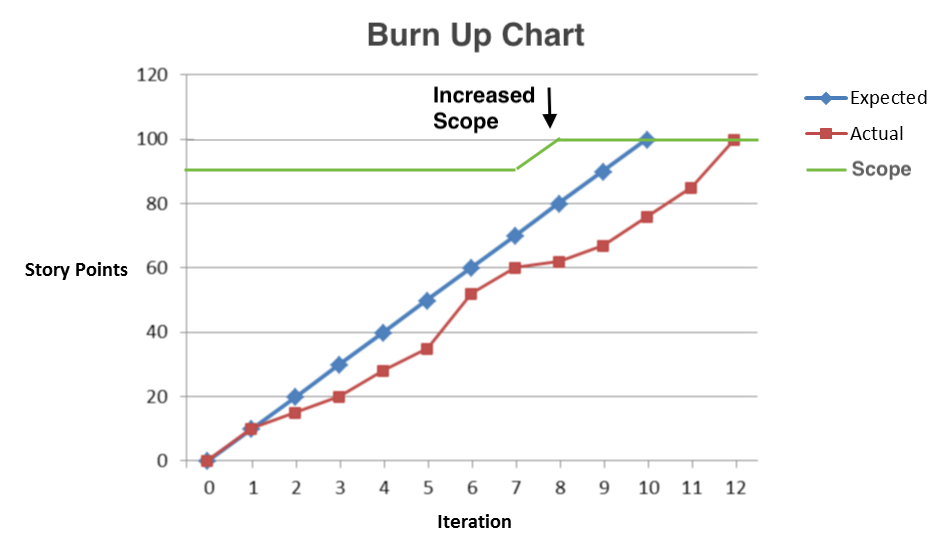 Burn Up Chart
120
Increased
Scope
100
80
Story Points
60
40
20
0
0 1 2 3 4 5 6 7 8 9 10 11 12
Iteration
Expected
Actual
Scope